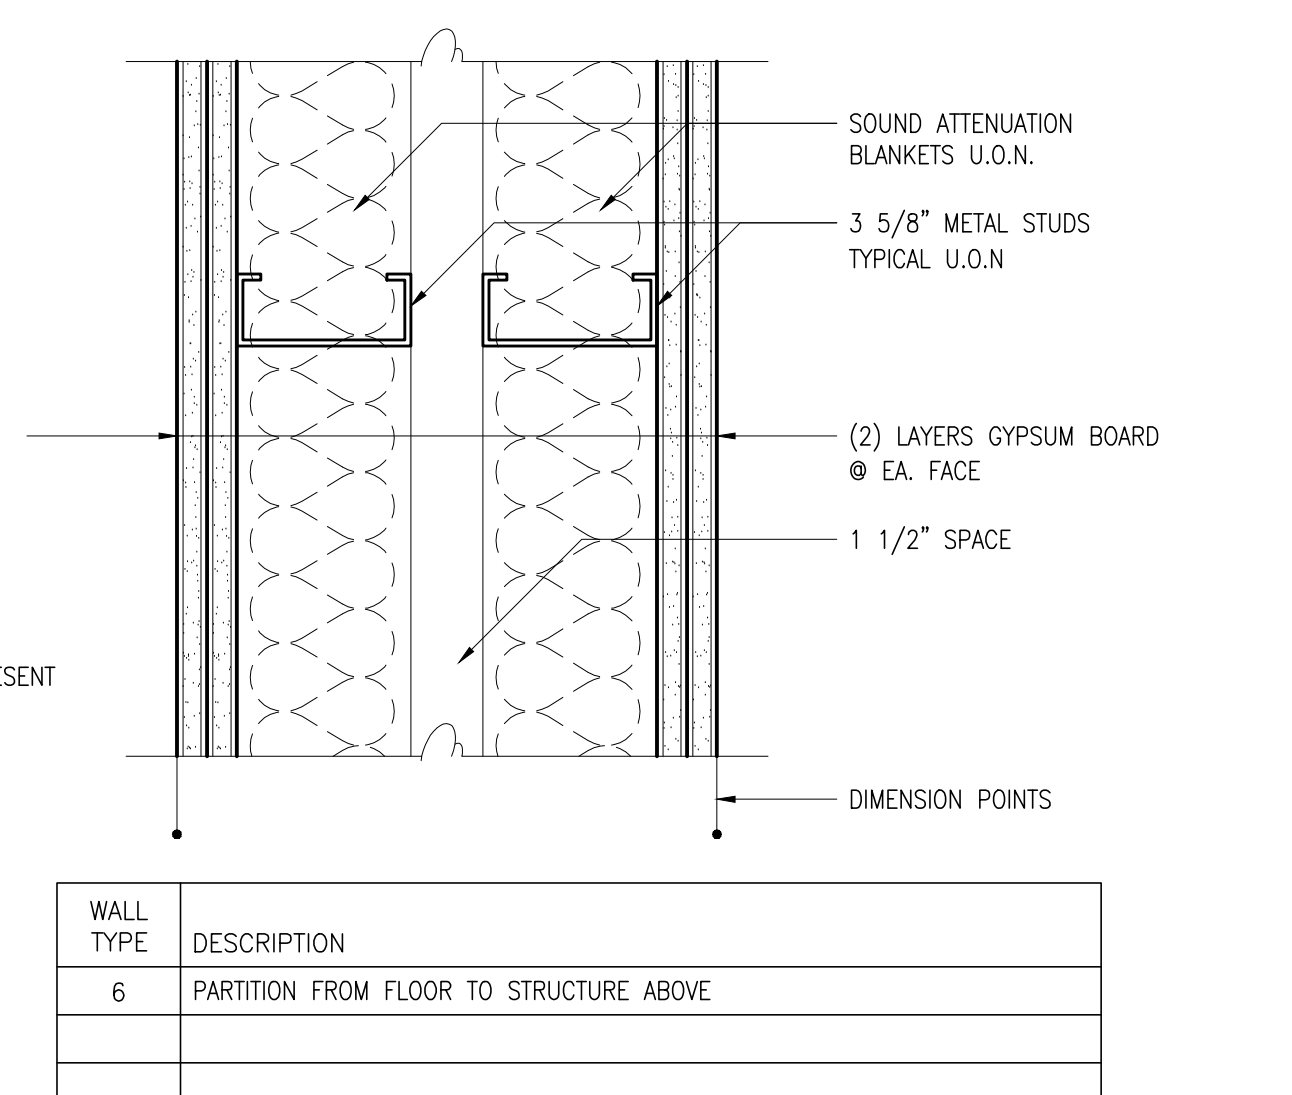 SOUND ATTENUATION
BLANKETS U.O.N.
3 5/8” METAL STUDS
TYPICAL U.O.N
(2) LAYERS GYPSUM BOARD
@ EA. FACE
1 1/2” SPACE
ESENT
DIMENSION POINTS
WALL
TYPE
DESCRIPTION
6
PARTITION FROM FLOOR TO STRUCTURE ABOVE